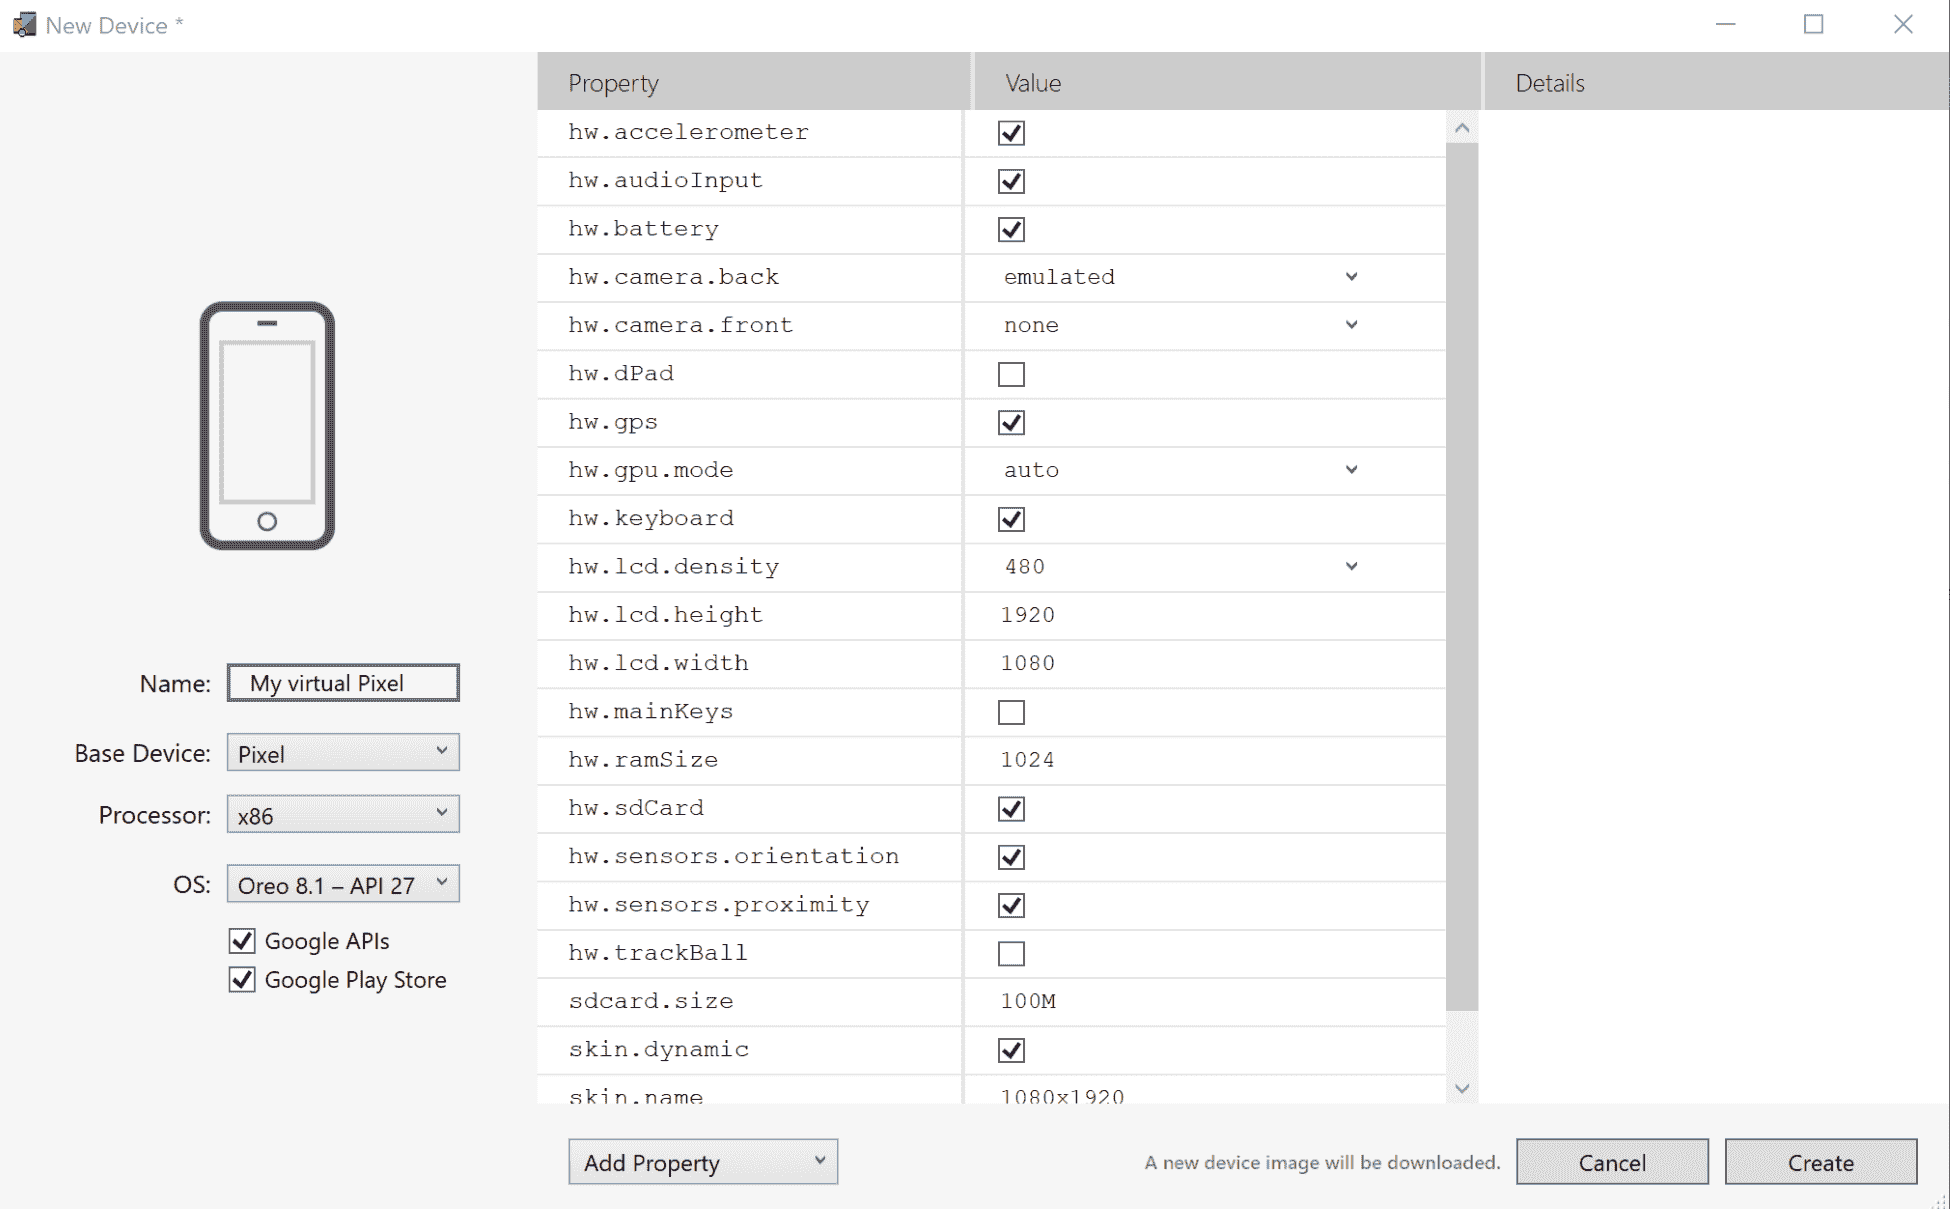 New Device *
Property Value Details
hw.accelerometer
hw.audioInput
hw.battery
hw.camera.back emulated
hw.camera.front none
hw.dPad
hw.gps
hw.gpu.mode auto
hw.keyboard
hw.lcd.density 480
hw.lcd.height 1920
hw.lcd.width 1080
hw.mainKeys
hw.ramSize 1024
hw.sdCard
hw.sensors.orientation
hw.sensors.proximity
hw.trackBall
sdcard.size 100M
skin.dynamic
skin.name 1080x1920
Name: My virtual Pixel
Base Device: Pixel
Processor: x86
OS: Oreo 8.1 – API 27
Google APIs
Google Play Store
Add Property
A new device image will be downloaded.
Cancel
Create